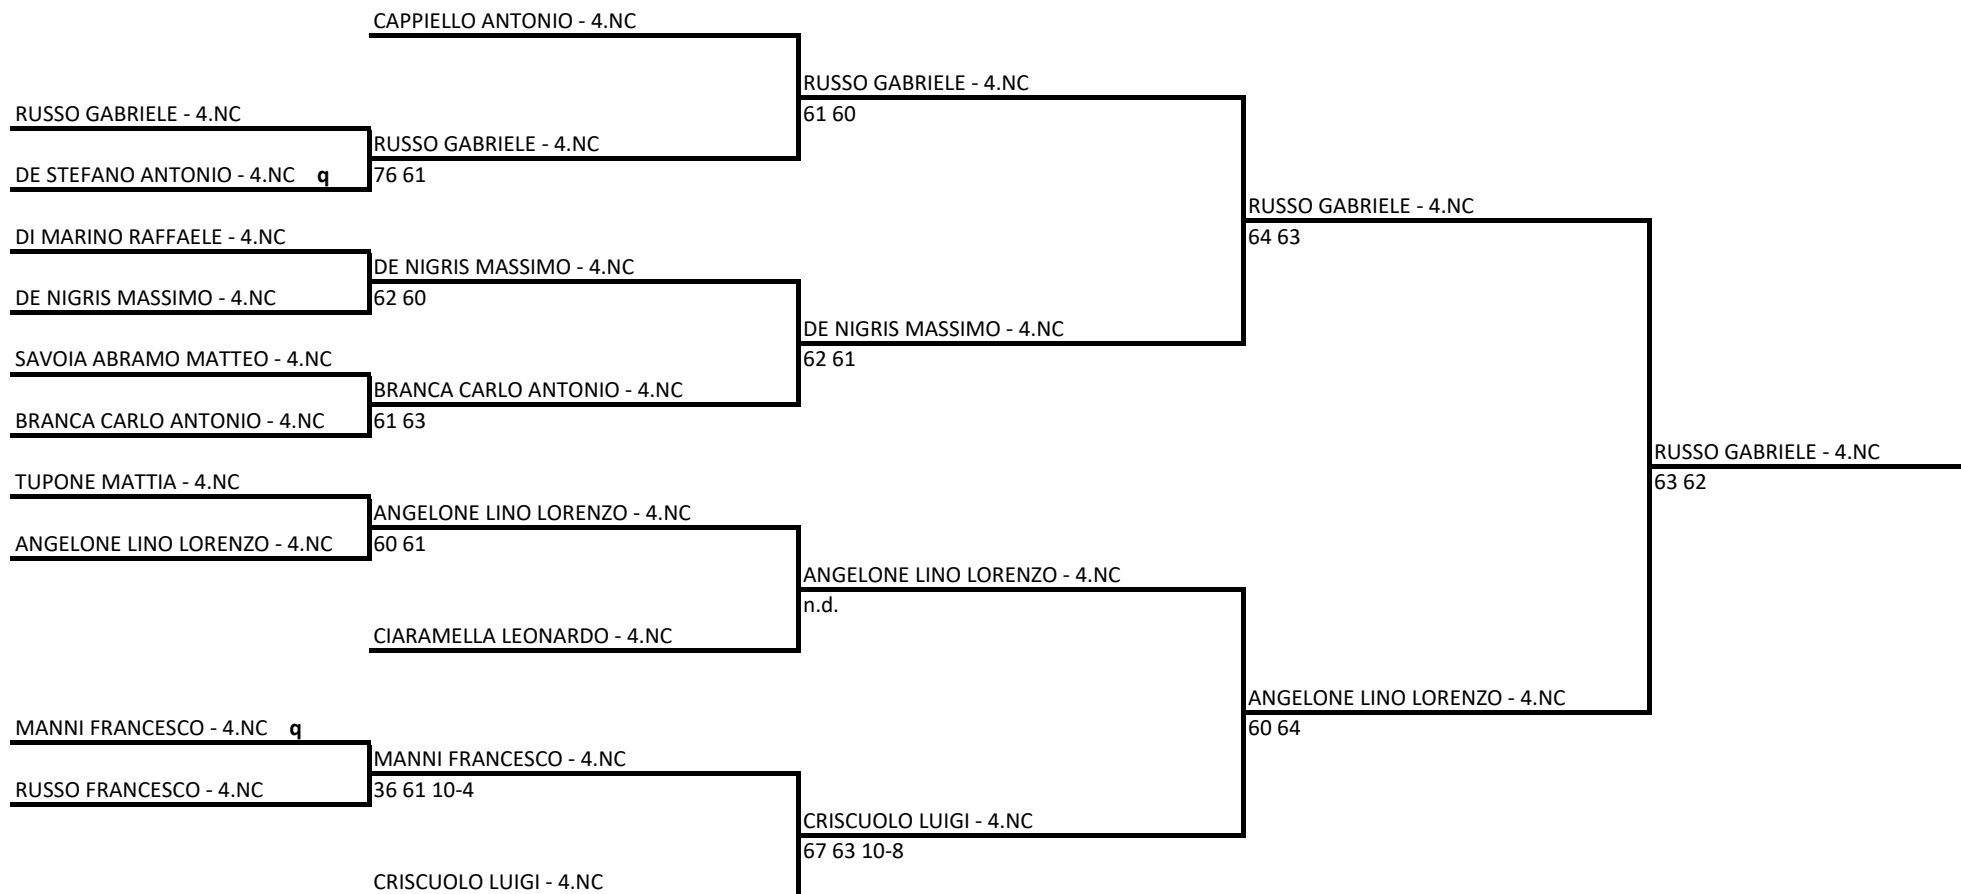 CAPPIELLO ANTONIO - 4.NC
RUSSO GABRIELE - 4.NC
RUSSO GABRIELE - 4.NC
61 60
RUSSO GABRIELE - 4.NC
DE STEFANO ANTONIO - 4.NC q
76 61
RUSSO GABRIELE - 4.NC
DI MARINO RAFFAELE - 4.NC
64 63
DE NIGRIS MASSIMO - 4.NC
DE NIGRIS MASSIMO - 4.NC
62 60
DE NIGRIS MASSIMO - 4.NC
SAVOIA ABRAMO MATTEO - 4.NC
62 61
BRANCA CARLO ANTONIO - 4.NC
BRANCA CARLO ANTONIO - 4.NC
61 63
RUSSO GABRIELE - 4.NC
TUPONE MATTIA - 4.NC
63 62
ANGELONE LINO LORENZO - 4.NC
ANGELONE LINO LORENZO - 4.NC
60 61
ANGELONE LINO LORENZO - 4.NC
n.d.
CIARAMELLA LEONARDO - 4.NC
ANGELONE LINO LORENZO - 4.NC
MANNI FRANCESCO - 4.NC q
60 64
MANNI FRANCESCO - 4.NC
RUSSO FRANCESCO - 4.NC
36 61 10-4
CRISCUOLO LUIGI - 4.NC
67 63 10-8
CRISCUOLO LUIGI - 4.NC